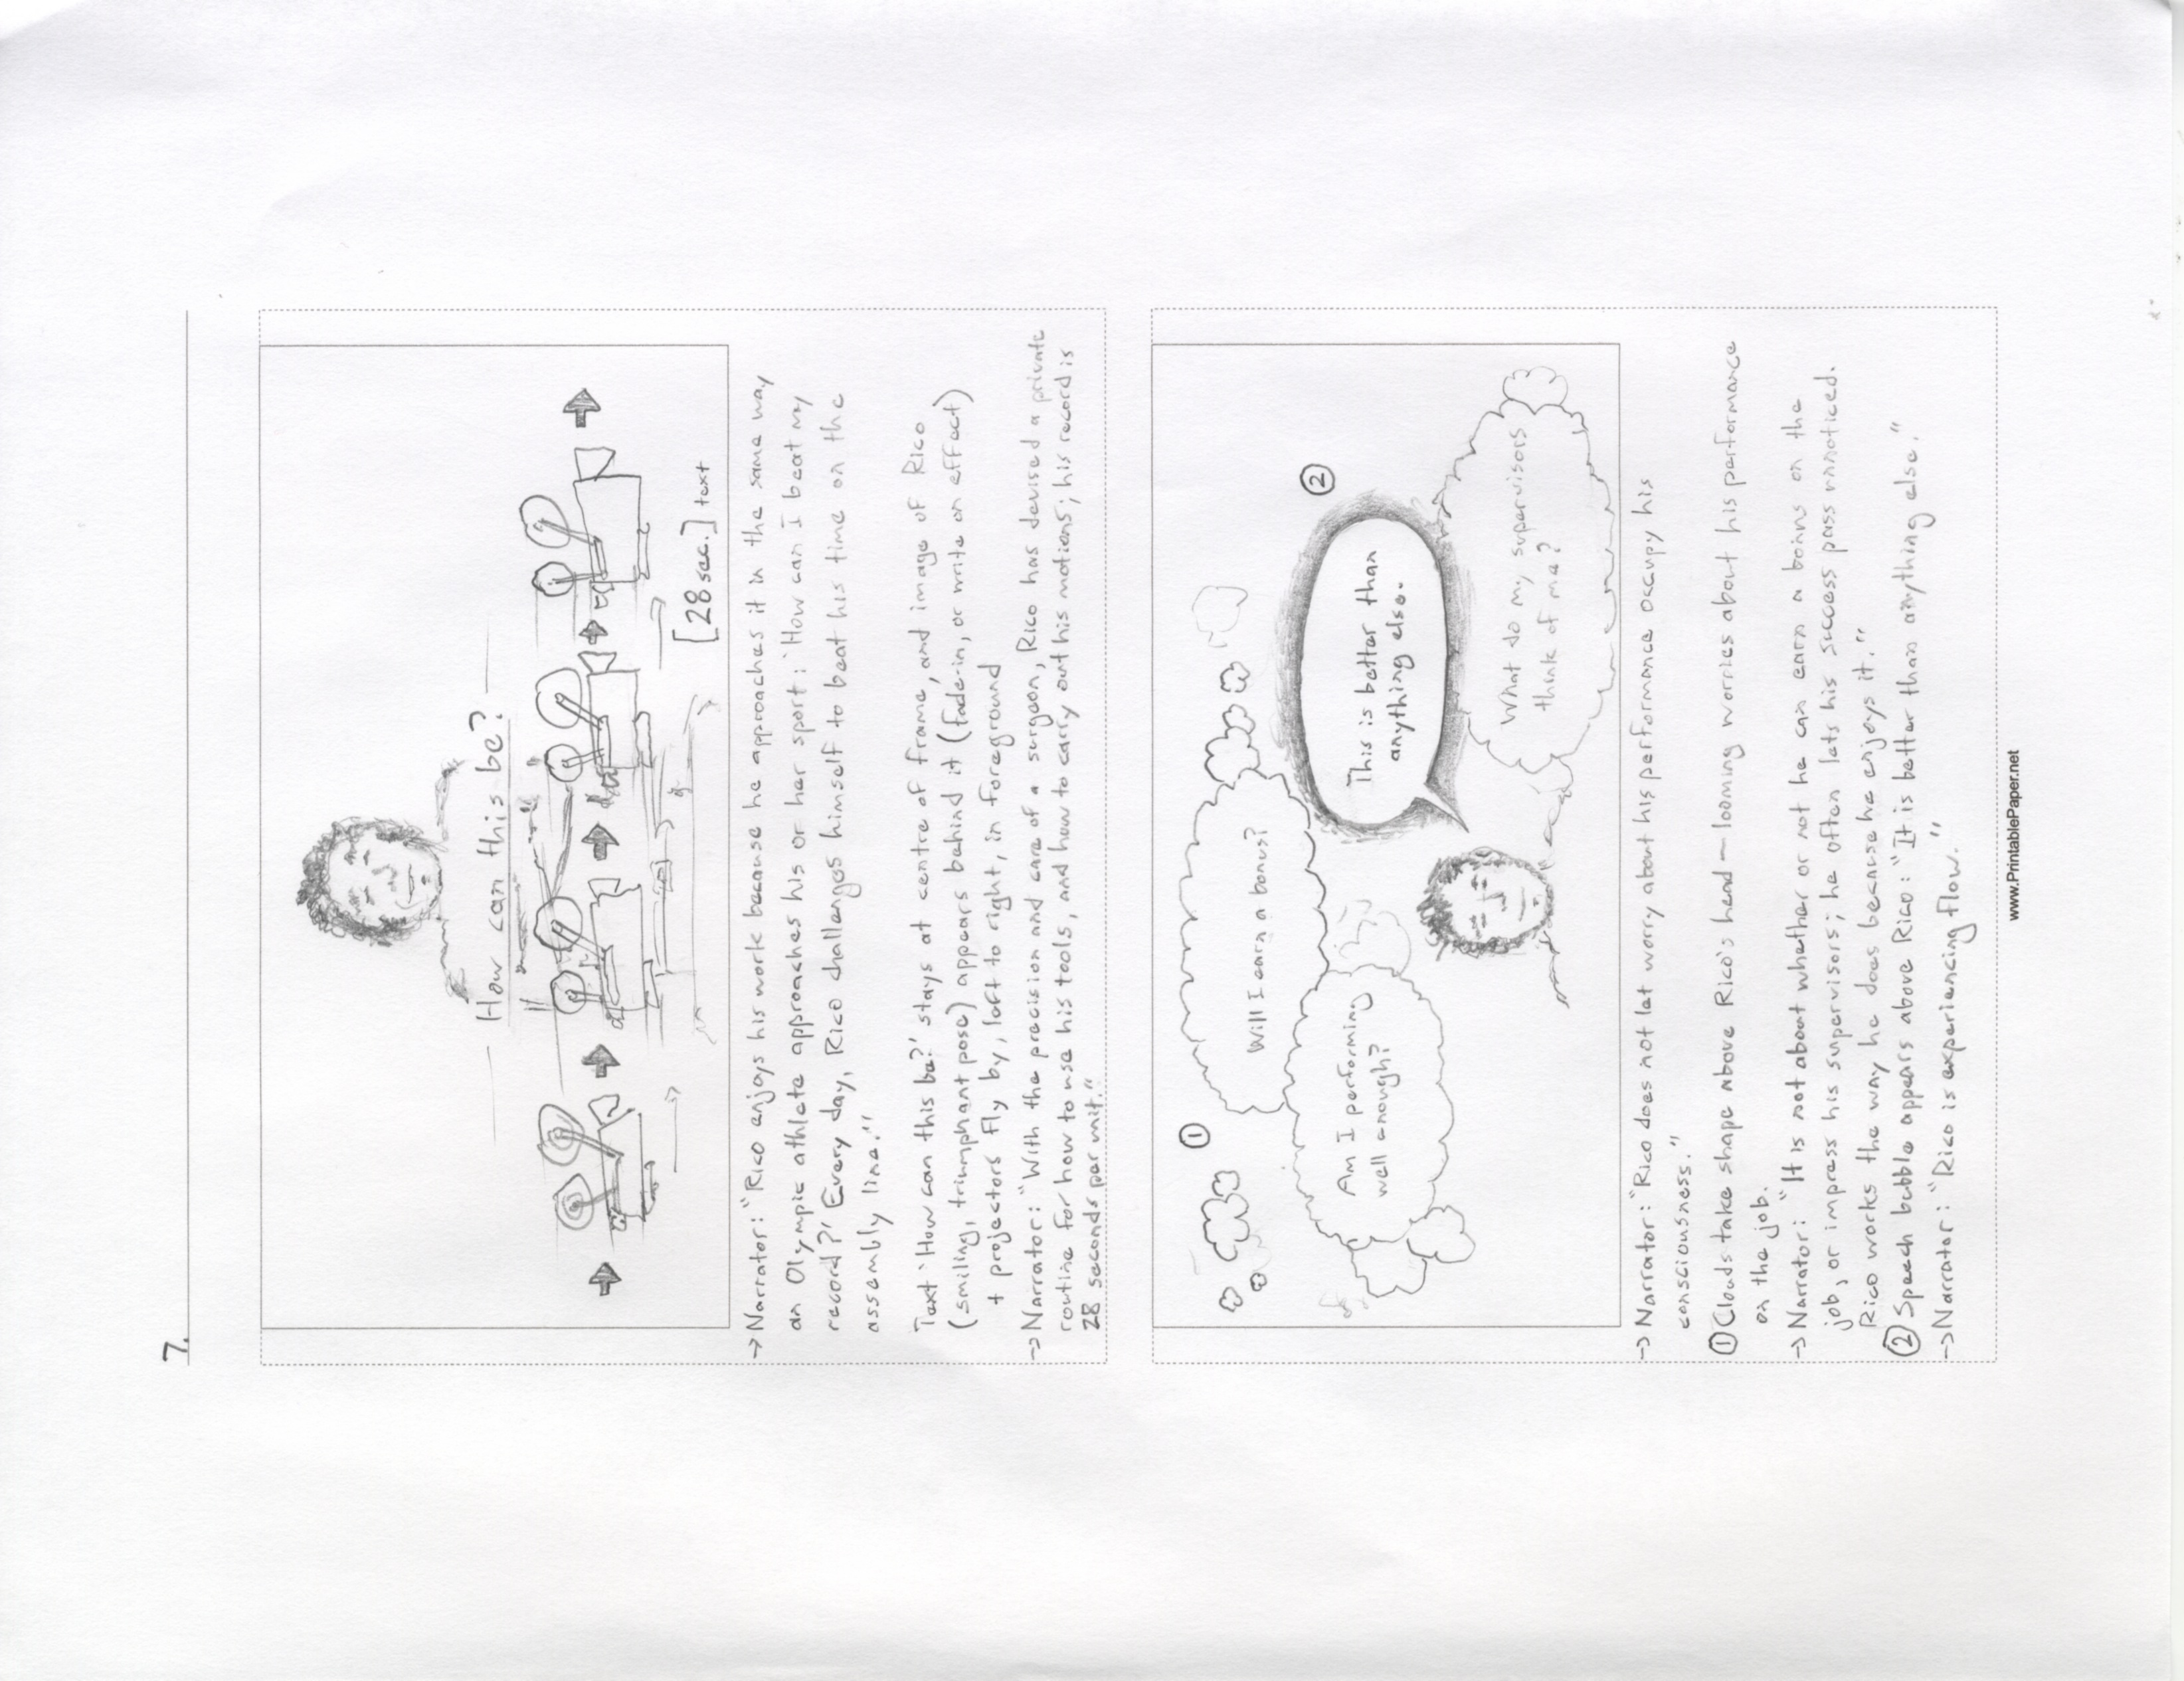 7.
How can this be?
[28 sec.] text
→ Narrator: "Rico enjoys his work because he approaches it in the same way
an Olympic athlete approaches his or her sport: 'How can I beat my
record?' Every day, Rico challenges himself to beat his time on the
assembly line."
Text 'How can this be?' stays at centre of frame, and image of Rico
(smiling, triumphant pose) appears behind it (fade-in, or write on effect)
+ projectors fly by, left to right, in foreground
→ Narrator: "With the precision and care of a surgeon, Rico has devised a private
routine for how to use his tools, and how to carry out his motions; his record is
28 seconds per unit."
①
Will I earn a bonus?
Am I performing
well enough?
②
This is better than
anything else.
What do my supervisors
think of me?
→ Narrator: "Rico does not let worry about his performance occupy his
consciousness."
① Clouds take shape above Rico's head — looming worries about his performance
on the job.
→ Narrator: "It is not about whether or not he can earn a bonus on the
job, or impress his supervisors; he often lets his success pass unnoticed.
Rico works the way he does because he enjoys it."
② Speech bubble appears above Rico: "It is better than anything else."
→ Narrator: "Rico is experiencing flow."
www.PrintablePaper.net